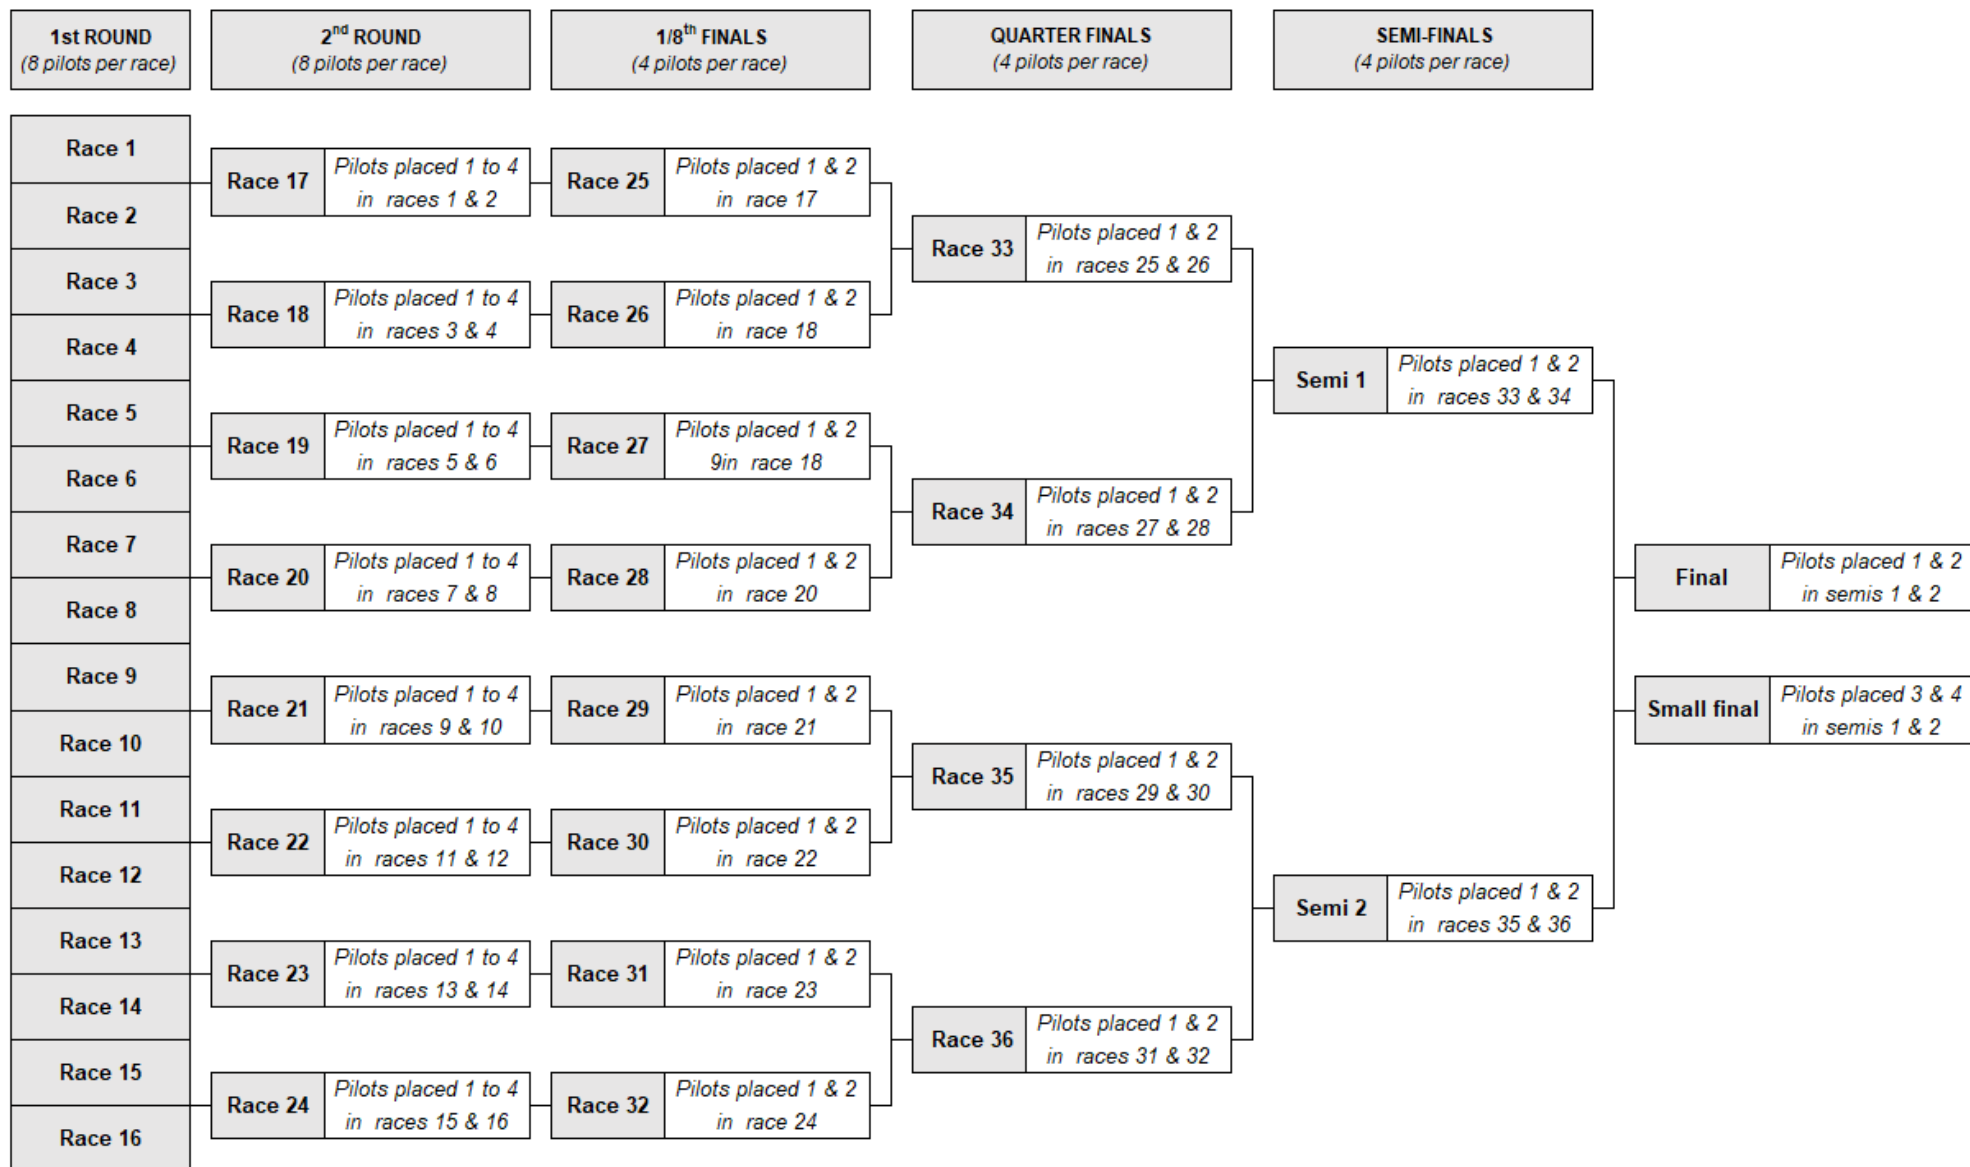 1st ROUND
(8 pilots per race)
2nd ROUND
(8 pilots per race)
1/8th FINALS
(4 pilots per race)
QUARTER FINALS
(4 pilots per race)
SEMI-FINALS
(4 pilots per race)
Race 1
Race 2
Race 3
Race 4
Race 5
Race 6
Race 7
Race 8
Race 9
Race 10
Race 11
Race 12
Race 13
Race 14
Race 15
Race 16
Race 17
Pilots placed 1 to 4
in races 1 & 2
Race 18
Pilots placed 1 to 4
in races 3 & 4
Race 19
Pilots placed 1 to 4
in races 5 & 6
Race 20
Pilots placed 1 to 4
in races 7 & 8
Race 21
Pilots placed 1 to 4
in races 9 & 10
Race 22
Pilots placed 1 to 4
in races 11 & 12
Race 23
Pilots placed 1 to 4
in races 13 & 14
Race 24
Pilots placed 1 to 4
in races 15 & 16
Race 25
Pilots placed 1 & 2
in race 17
Race 26
Pilots placed 1 & 2
in race 18
Race 27
Pilots placed 1 & 2
9in race 18
Race 28
Pilots placed 1 & 2
in race 20
Race 29
Pilots placed 1 & 2
in race 21
Race 30
Pilots placed 1 & 2
in race 22
Race 31
Pilots placed 1 & 2
in race 23
Race 32
Pilots placed 1 & 2
in race 24
Race 33
Pilots placed 1 & 2
in races 25 & 26
Race 34
Pilots placed 1 & 2
in races 27 & 28
Race 35
Pilots placed 1 & 2
in races 29 & 30
Race 36
Pilots placed 1 & 2
in races 31 & 32
Semi 1
Pilots placed 1 & 2
in races 33 & 34
Semi 2
Pilots placed 1 & 2
in races 35 & 36
Final
Pilots placed 1 & 2
in semis 1 & 2
Small final
Pilots placed 3 & 4
in semis 1 & 2